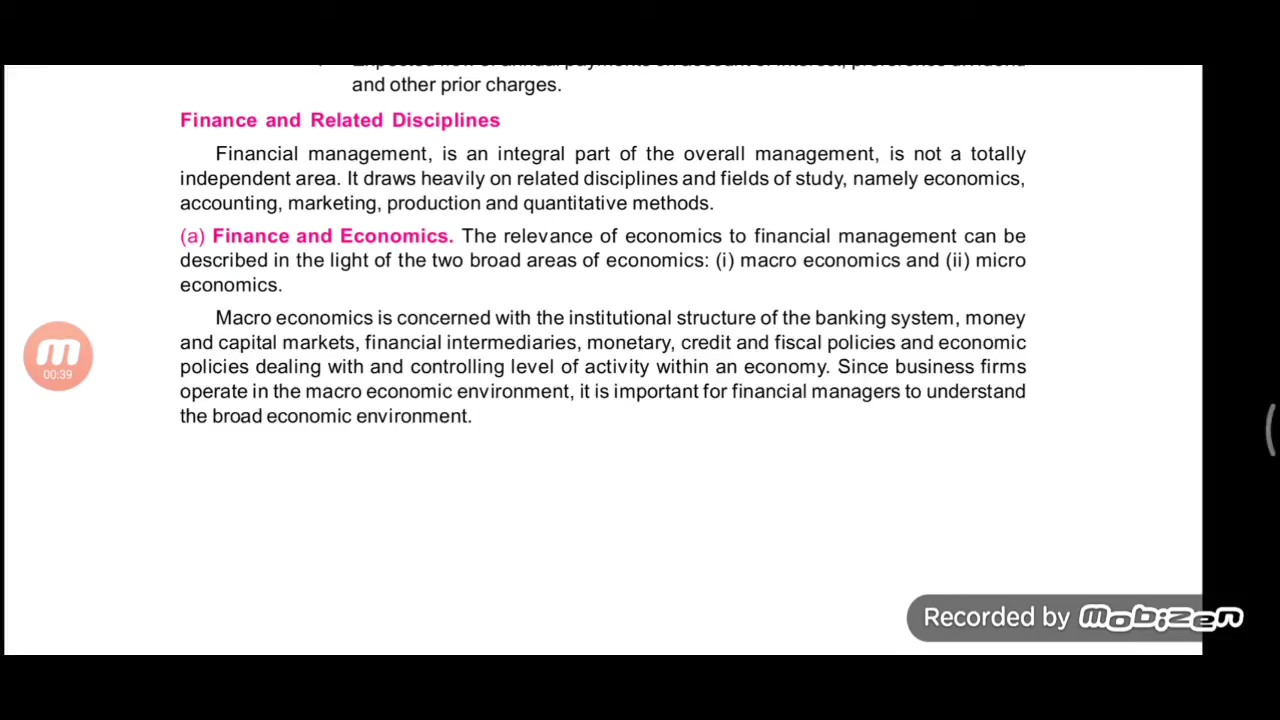 and other prior charges.
Finance and Related Disciplines
Financial management, is an integral part of the overall management, is not a totally
independent area. It draws heavily on related disciplines and fields of study, namely economics,
accounting, marketing, production and quantitative methods.
(a) Finance and Economics. The relevance of economics to financial management can be
described in the light of the two broad areas of economics: (i) macro economics and (ii) micro
economics.
Macro economics is concerned with the institutional structure of the banking system, money
and capital markets, financial intermediaries, monetary, credit and fiscal policies and economic
policies dealing with and controlling level of activity within an economy. Since business firms
operate in the macro economic environment, it is important for financial managers to understand
the broad economic environment.
m
00:39
Recorded by Mobizen